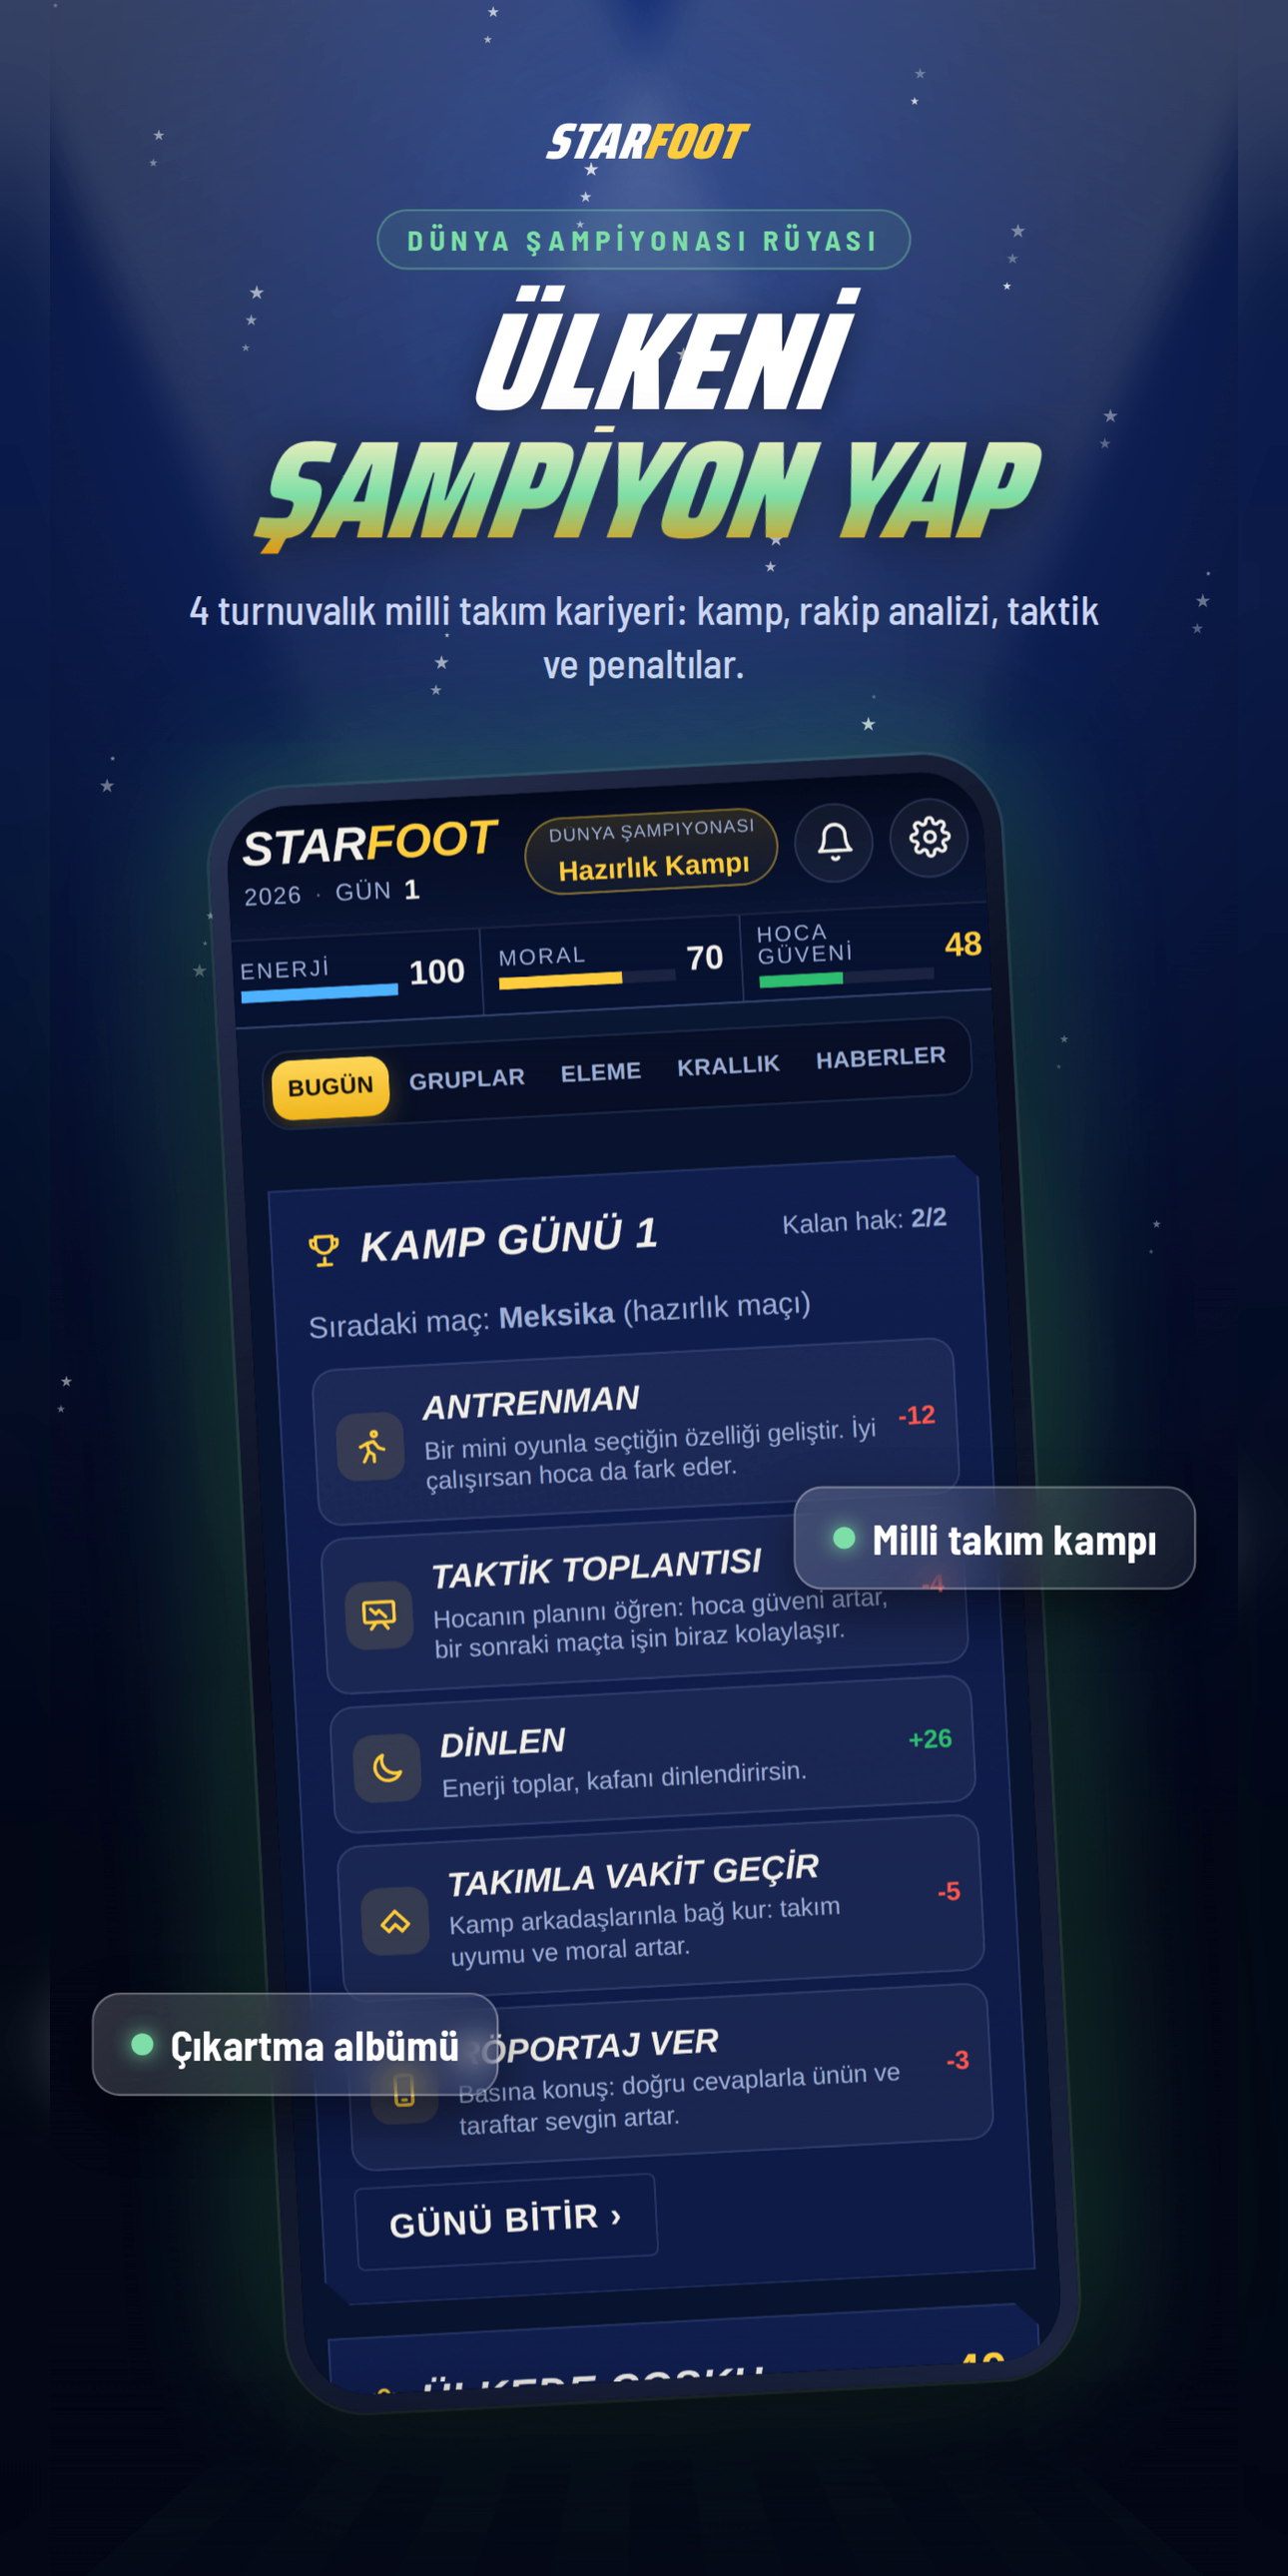 STARFOOT
DÜNYA ŞAMPİYONASI RÜYASI
ÜLKENİ
ŞAMPİYON YAP
4 turnuvalık milli takım kariyeri: kamp, rakip analizi, taktik
ve penaltılar.
STARFOOT
2026 · GÜN 1
DUNYA ŞAMPIYONASI
Hazırlık Kampı
ENERJİ 100
MORAL 70
HOCA
GÜVENİ 48
BUGÜN GRUPLAR ELEME KRALLIK HABERLER
KAMP GÜNÜ 1
Kalan hak: 2/2
Sıradaki maç: Meksika (hazırlık maçı)
ANTRENMAN
Bir mini oyunla seçtiğin özelliği geliştir. İyi
çalışırsan hoca da fark eder.
-12
Milli takım kampı
TAKTİK TOPLANTISI
Hocanın planını öğren: hoca güveni artar,
bir sonraki maçta işin biraz kolaylaşır.
-4
DİNLEN
Enerji toplar, kafanı dinlendirirsin.
+26
TAKIMLA VAKİT GEÇİR
Kamp arkadaşlarınla bağ kur: takım
uyumu ve moral artar.
-5
Çıkartma albümü
RÖPORTAJ VER
Basına konuş: doğru cevaplarla ünün ve
taraftar sevgin artar.
-3
GÜNÜ BİTİR ›